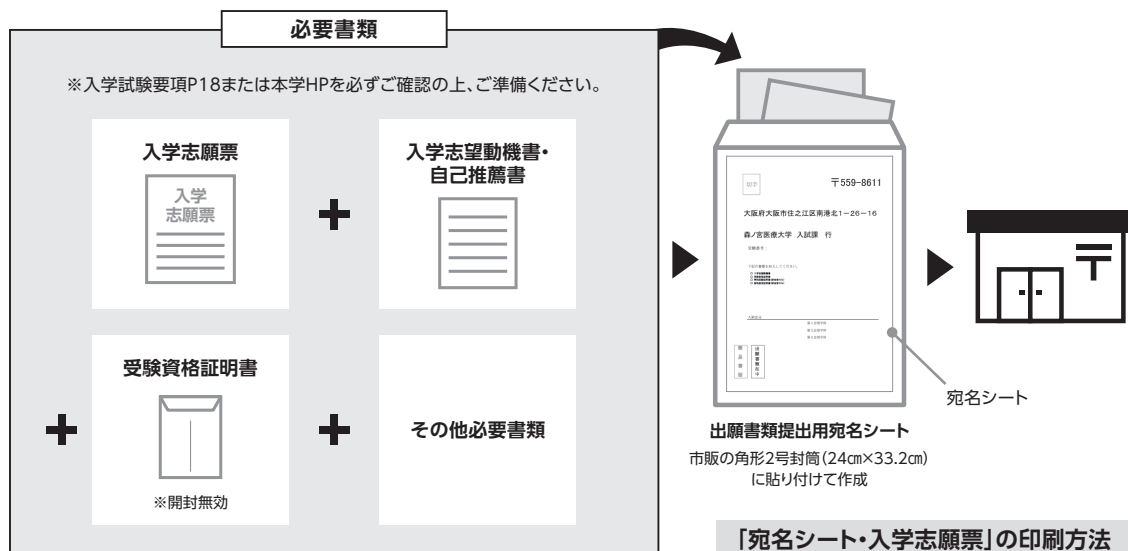 必要書類
※入学試験要項P18または本学HPを必ずご確認の上、ご準備ください。
入学志願票
入学
志願票
入学志望動機書・
自己推薦書
受験資格証明書
※開封無効
その他必要書類
切手
〒559-8611
大阪府大阪市住之江区南港北1-26-16
森ノ宮医療大学 入試課 行
出願書類在中
宛名シート
出願書類提出用宛名シート
市販の角形2号封筒(24㎝×33.2㎝)
に貼り付けて作成
「宛名シート・入学志願票」の印刷方法